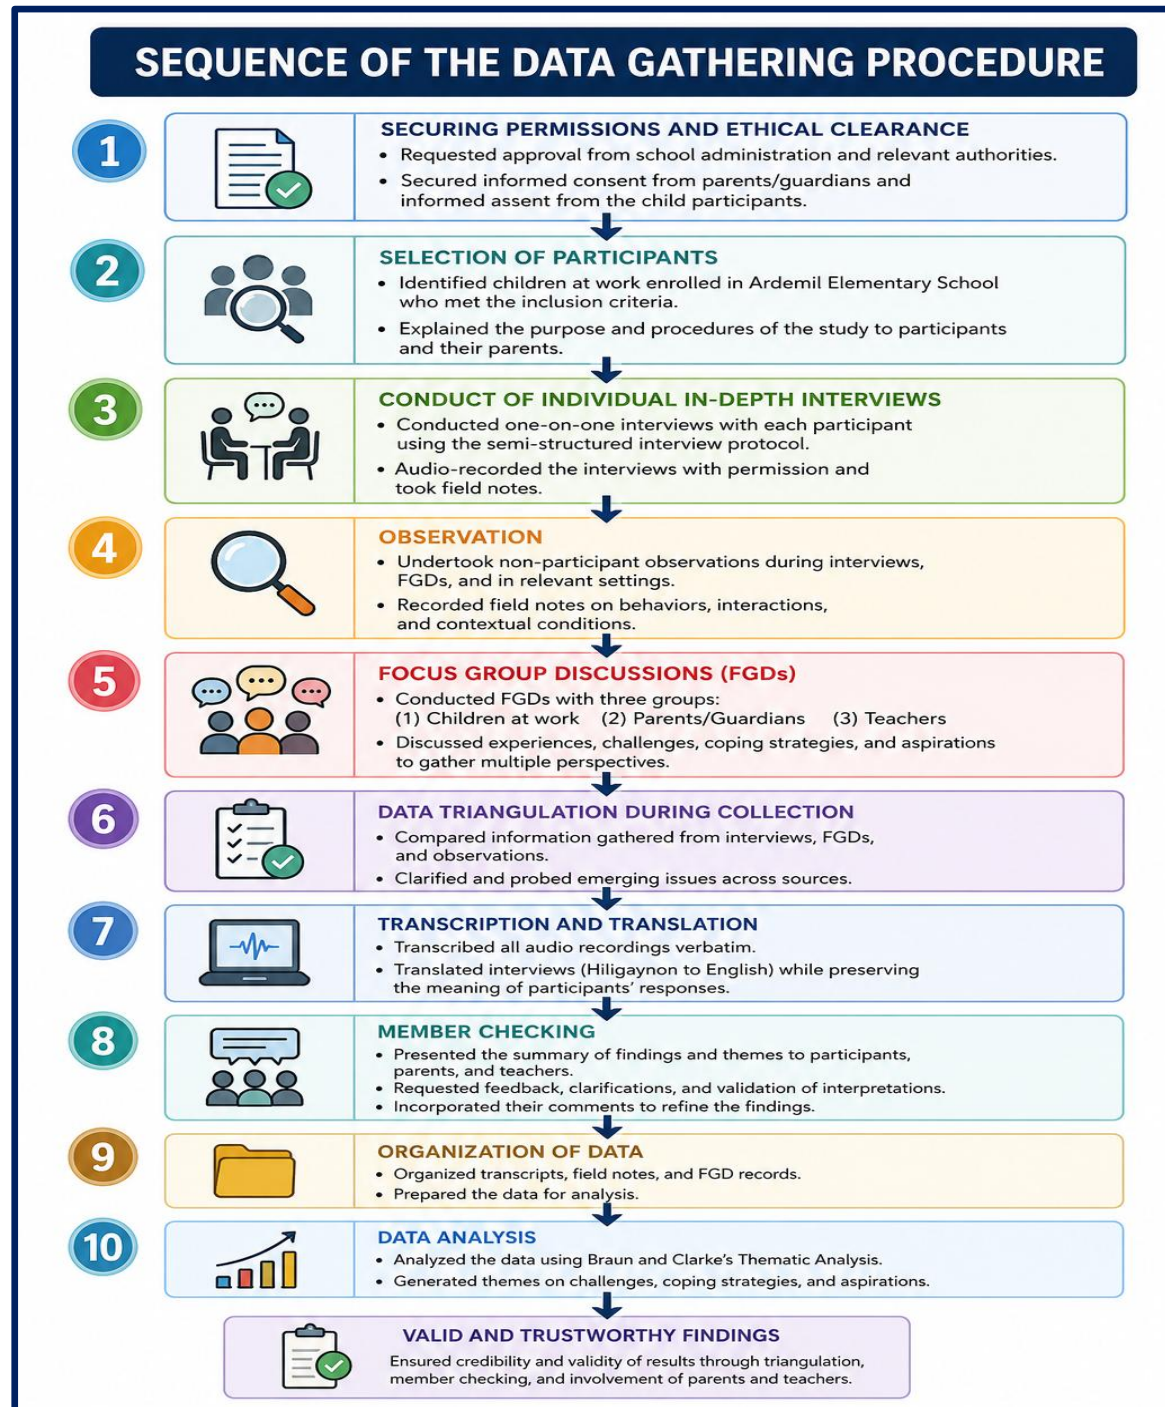 SEQUENCE OF THE DATA GATHERING PROCEDURE
1
SECURING PERMISSIONS AND ETHICAL CLEARANCE
• Requested approval from school administration and relevant authorities.
• Secured informed consent from parents/guardians and
informed assent from the child participants.
2
SELECTION OF PARTICIPANTS
• Identified children at work enrolled in Ardemil Elementary School
who met the inclusion criteria.
• Explained the purpose and procedures of the study to participants
and their parents.
3
CONDUCT OF INDIVIDUAL IN-DEPTH INTERVIEWS
• Conducted one-on-one interviews with each participant
using the semi-structured interview protocol.
• Audio-recorded the interviews with permission and
took field notes.
4
OBSERVATION
• Undertook non-participant observations during interviews,
FGDs, and in relevant settings.
• Recorded field notes on behaviors, interactions,
and contextual conditions.
5
FOCUS GROUP DISCUSSIONS (FGDs)
• Conducted FGDs with three groups:
(1) Children at work (2) Parents/Guardians (3) Teachers
• Discussed experiences, challenges, coping strategies, and aspirations
to gather multiple perspectives.
6
DATA TRIANGULATION DURING COLLECTION
• Compared information gathered from interviews, FGDs,
and observations.
• Clarified and probed emerging issues across sources.
7
TRANSCRIPTION AND TRANSLATION
• Transcribed all audio recordings verbatim.
• Translated interviews (Hiligaynon to English) while preserving
the meaning of participants' responses.
8
MEMBER CHECKING
• Presented the summary of findings and themes to participants,
parents, and teachers.
• Requested feedback, clarifications, and validation of interpretations.
• Incorporated their comments to refine the findings.
9
ORGANIZATION OF DATA
• Organized transcripts, field notes, and FGD records.
• Prepared the data for analysis.
10
DATA ANALYSIS
• Analyzed the data using Braun and Clarke's Thematic Analysis.
• Generated themes on challenges, coping strategies, and aspirations.
VALID AND TRUSTWORTHY FINDINGS
Ensured credibility and validity of results through triangulation,
member checking, and involvement of parents and teachers.